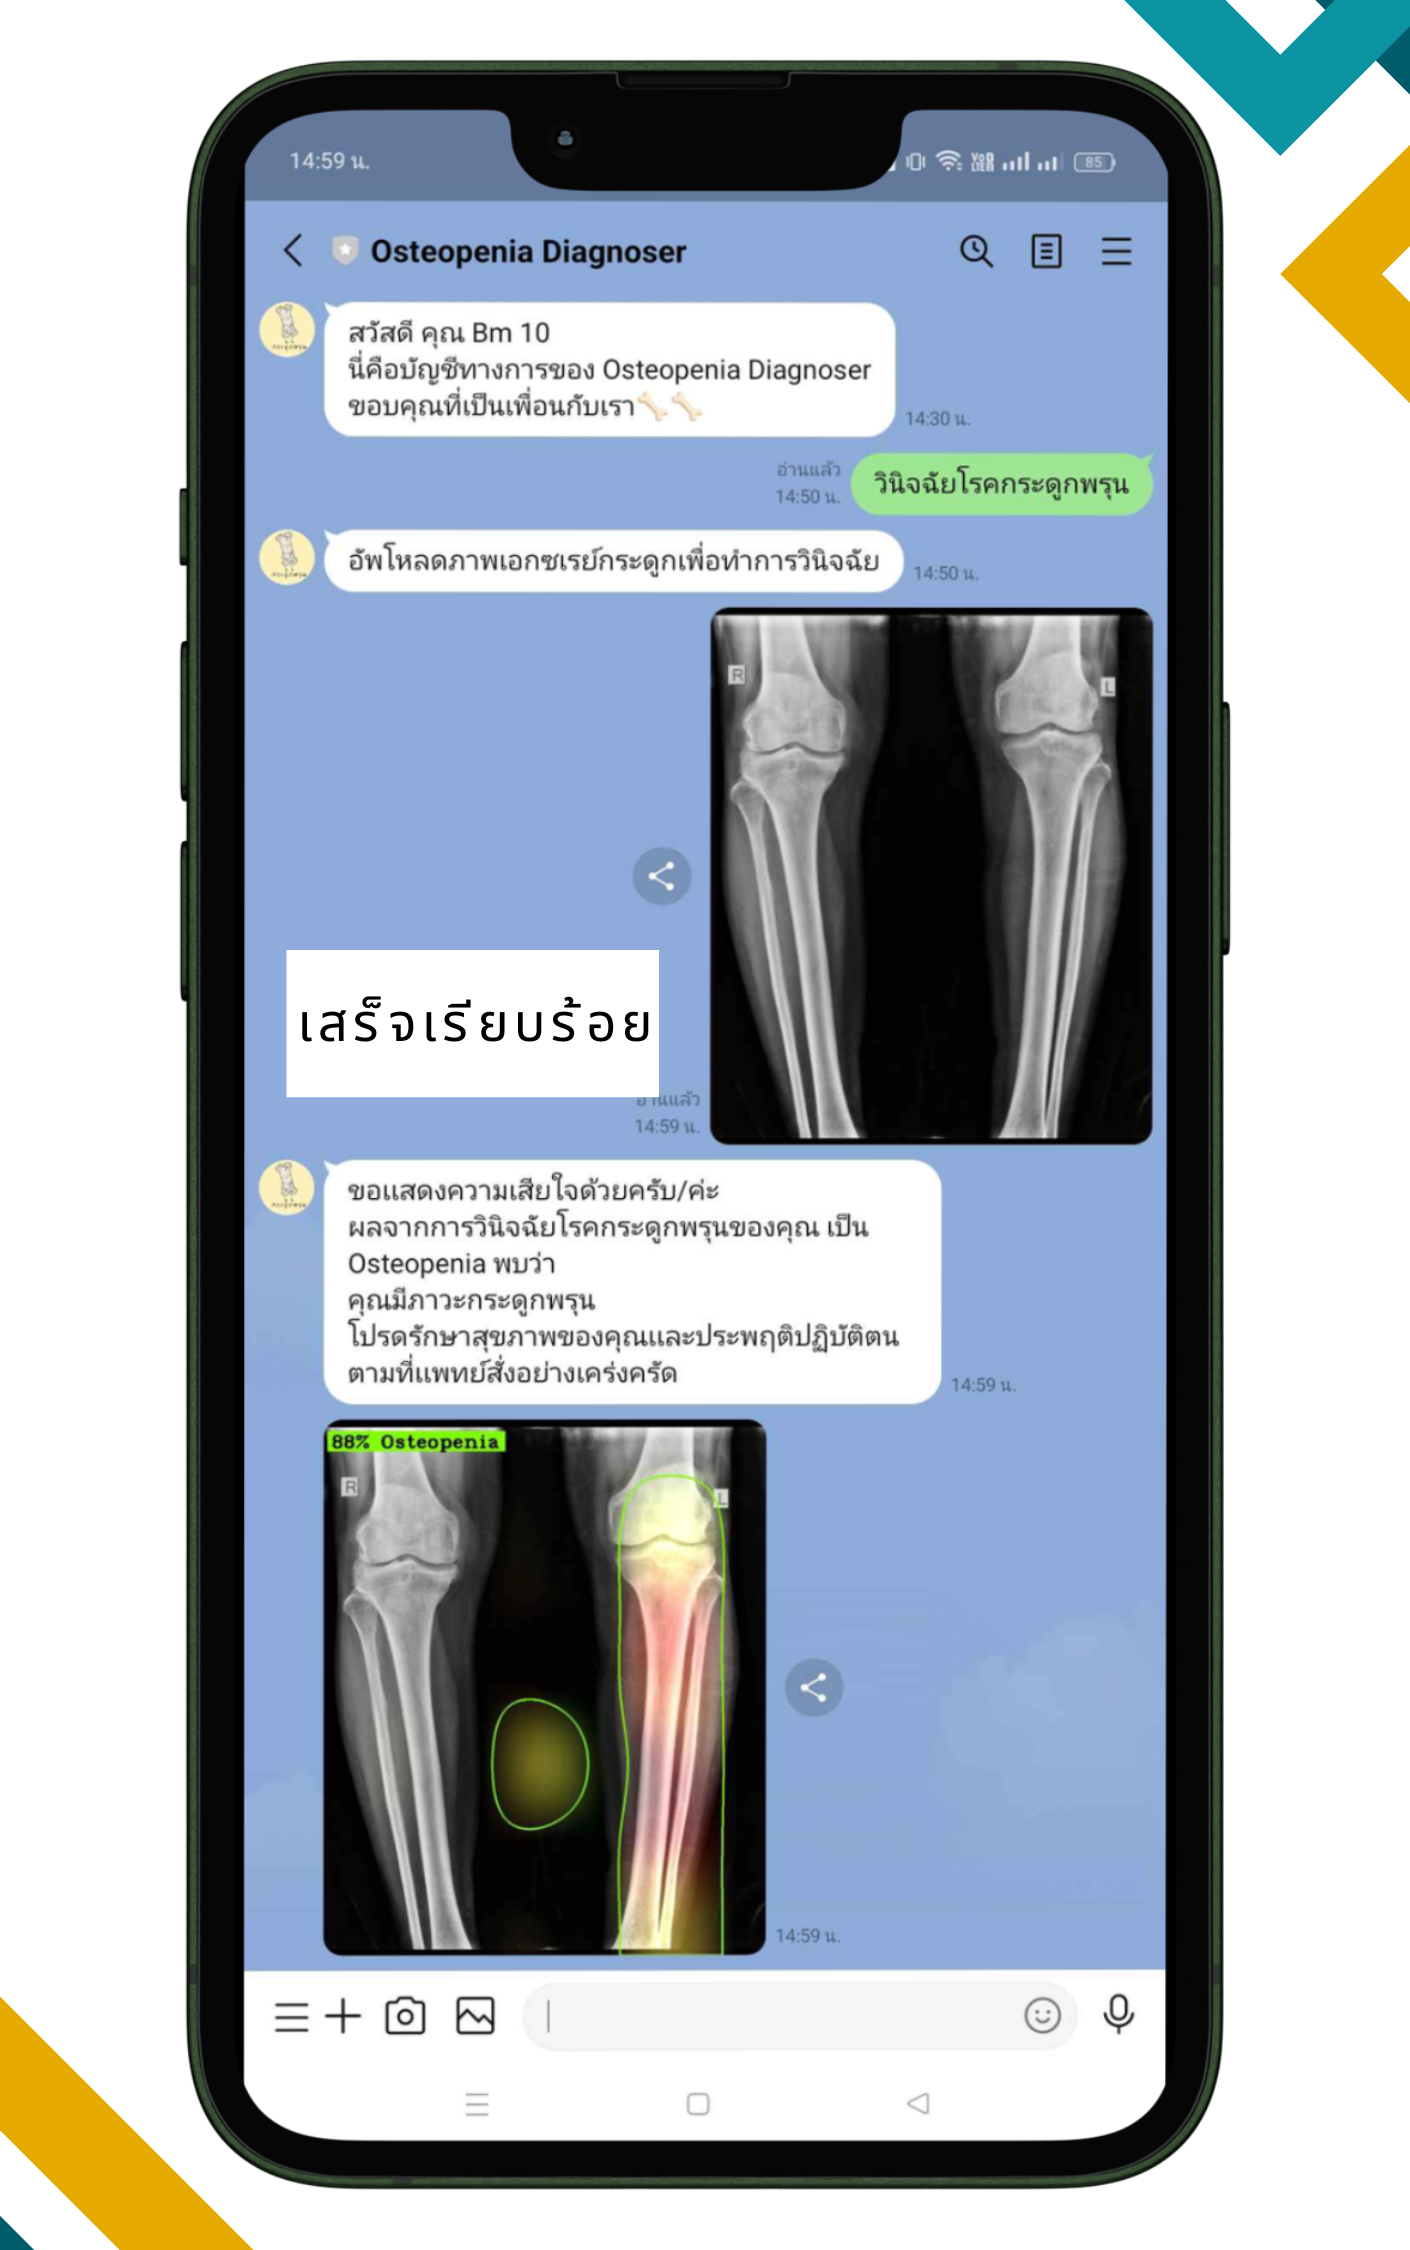 14:59 น.
85
Osteopenia Diagnoser
สวัสดี คุณ Bm 10
นี่คือบัญชีทางการของ Osteopenia Diagnoser
ขอบคุณที่เป็นเพื่อนกับเรา🦴🦴
14:30 น.
อ่านแล้ว
14:50 น.
วินิจฉัยโรคกระดูกพรุน
อัพโหลดภาพเอกซเรย์กระดูกเพื่อทำการวินิจฉัย
14:50 น.
R
L
เสร็จเรียบร้อย
อ่านแล้ว
14:59 น.
ขอแสดงความเสียใจด้วยครับ/ค่ะ
ผลจากการวินิจฉัยโรคกระดูกพรุนของคุณ เป็น
Osteopenia พบว่า
คุณมีภาวะกระดูกพรุน
โปรดรักษาสุขภาพของคุณและประพฤติปฏิบัติตน
ตามที่แพทย์สั่งอย่างเคร่งครัด
14:59 น.
88% Osteopenia
R
L
14:59 น.